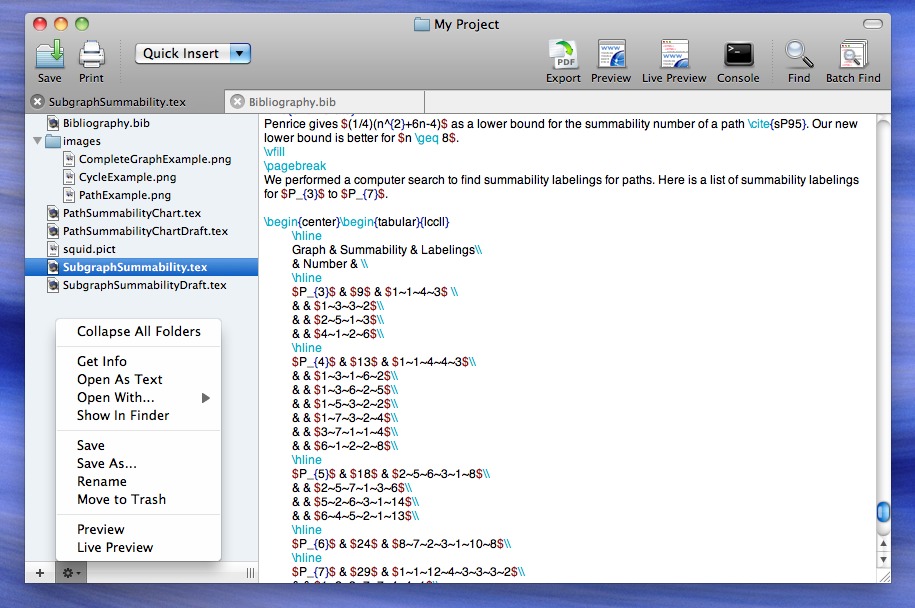 My Project
Quick Insert
Save
Print
PDF
Export
WWW
Preview
WWW
Live Preview
Console
Find
Batch Find
SubgraphSummability.tex
Bibliography.bib
Bibliography.bib
images
CompleteGraphExample.png
CycleExample.png
PathExample.png
PathSummabilityChart.tex
PathSummabilityChartDraft.tex
squid.pict
SubgraphSummability.tex
SubgraphSummabilityDraft.tex
Collapse All Folders
Get Info
Open As Text
Open With...
Show In Finder
Save
Save As...
Rename
Move to Trash
Preview
Live Preview
Penrice gives $(1/4)(n^{2}+6n-4)$ as a lower bound for the summability number of a path \cite{sP95}. Our new
lower bound is better for $n \geq 8$.
\vfill
\pagebreak
We performed a computer search to find summability labelings for paths. Here is a list of summability labelings
for $P_{3}$ to $P_{7}$.
\begin{center}\begin{tabular}{lccll}
\hline
Graph & Summability & Labelings\\
& Number & \\
\hline
$P_{3}$ & $9$ & $1~1~4~3$ \\
& & $1~3~3~2$\\
& & $2~5~1~3$\\
& & $4~1~2~6$\\
\hline
$P_{4}$ & $13$ & $1~1~4~4~3$\\
& & $1~3~1~6~2$\\
& & $1~3~6~2~5$\\
& & $1~5~3~2~2$\\
& & $1~7~3~2~4$\\
& & $3~7~1~1~4$\\
& & $6~1~2~2~8$\\
\hline
$P_{5}$ & $18$ & $2~5~6~3~1~8$\\
& & $2~5~7~1~3~6$\\
& & $5~2~6~3~1~14$\\
& & $6~4~5~2~1~13$\\
\hline
$P_{6}$ & $24$ & $8~7~2~3~1~10~8$\\
\hline
$P_{7}$ & $29$ & $1~1~12~4~3~3~3~2$\\